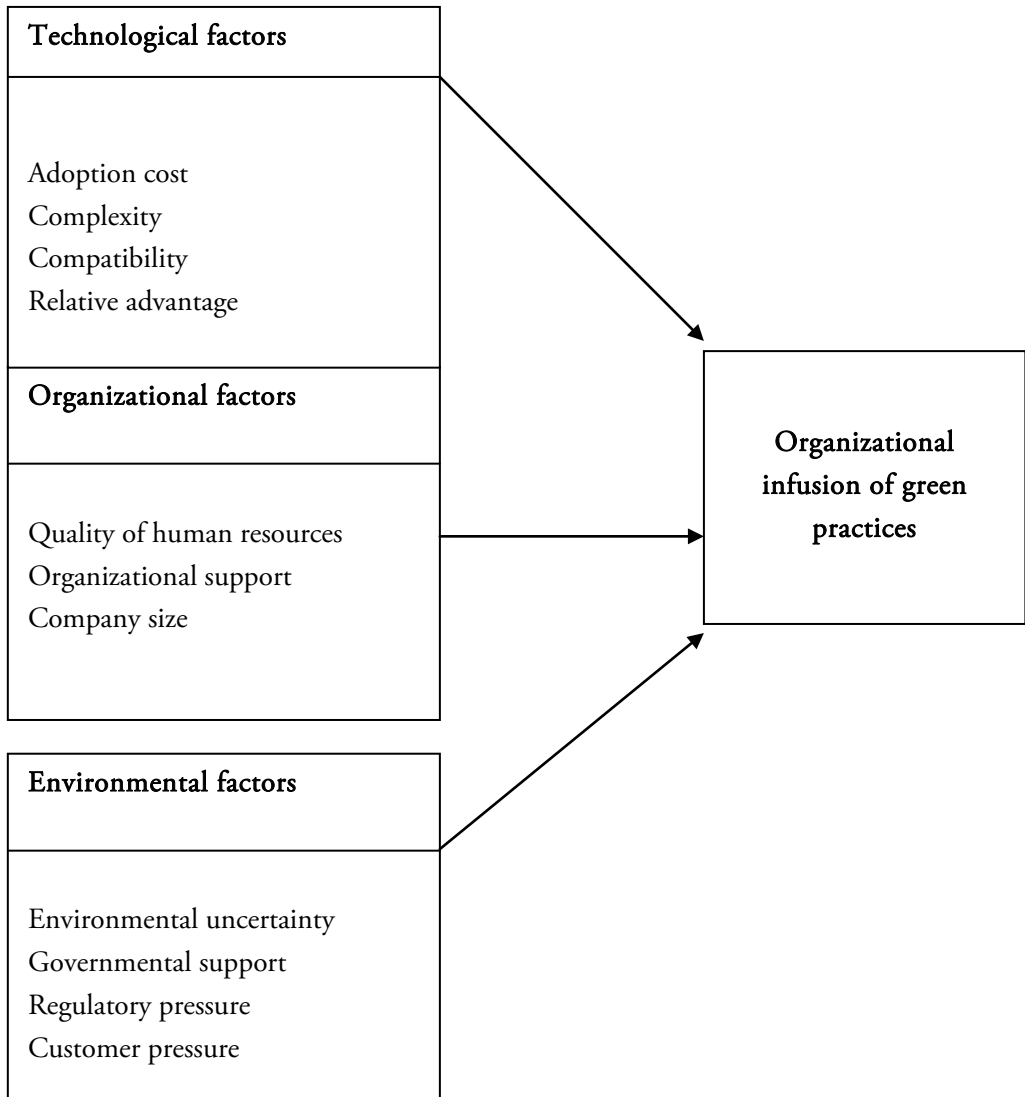 Technological factors
Adoption cost
Complexity
Compatibility
Relative advantage
Organizational factors
Quality of human resources
Organizational support
Company size
Environmental factors
Environmental uncertainty
Governmental support
Regulatory pressure
Customer pressure
Organizational
infusion of green
practices